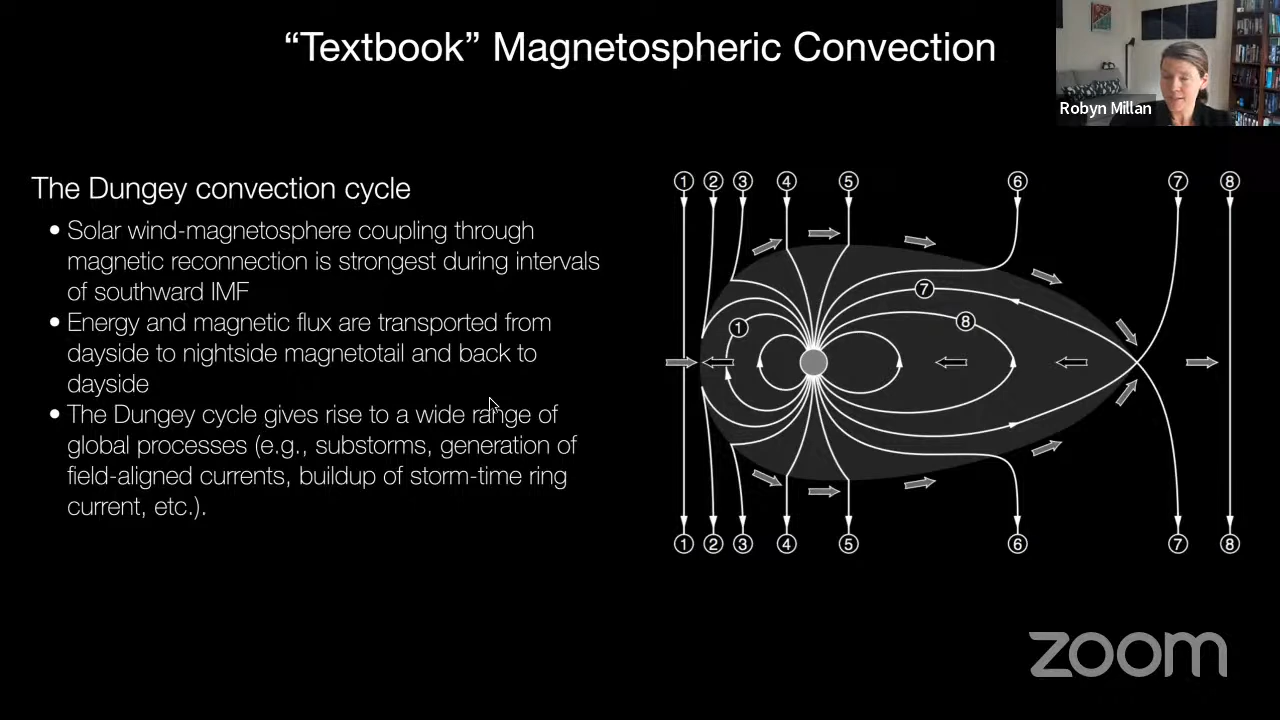 “Textbook” Magnetospheric Convection
Robyn Millan
The Dungey convection cycle
• Solar wind-magnetosphere coupling through
magnetic reconnection is strongest during intervals
of southward IMF
• Energy and magnetic flux are transported from
dayside to nightside magnetotail and back to
dayside
• The Dungey cycle gives rise to a wide range of
global processes (e.g., substorms, generation of
field-aligned currents, buildup of storm-time ring
current, etc.).
1 2 3 4 5 6 7 8
7
8
1
1 2 3 4 5 6 7 8
zoom